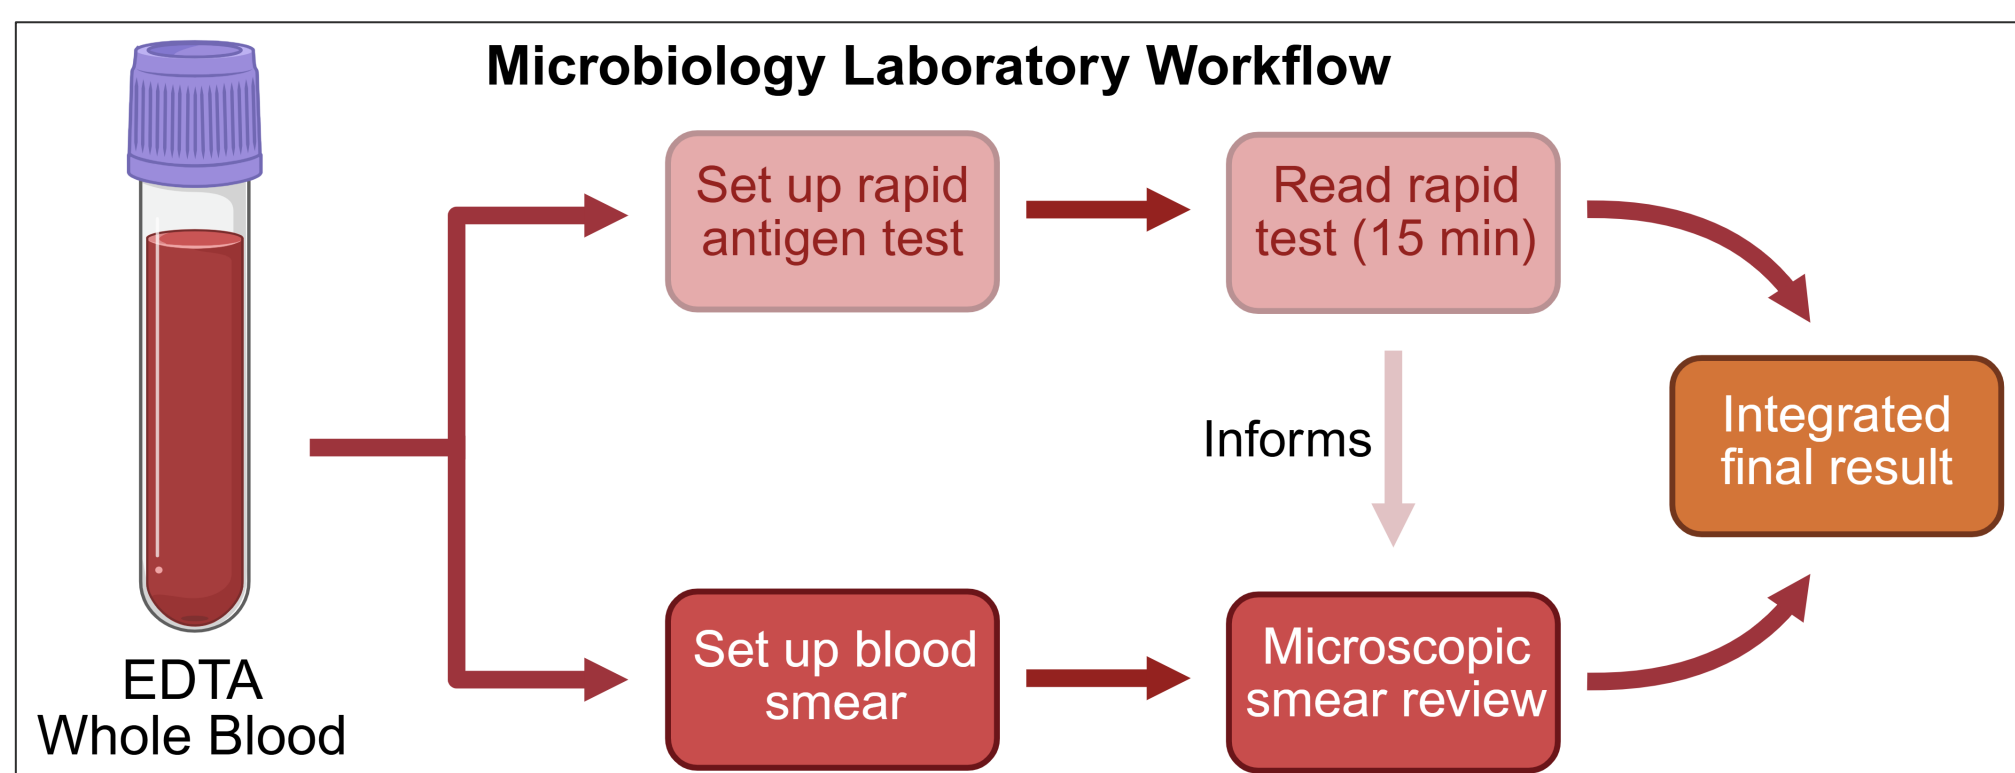 Microbiology Laboratory Workflow
Set up rapid
antigen test
Read rapid
test (15 min)
Informs
Integrated
final result
Set up blood
smear
Microscopic
smear review
EDTA
Whole Blood